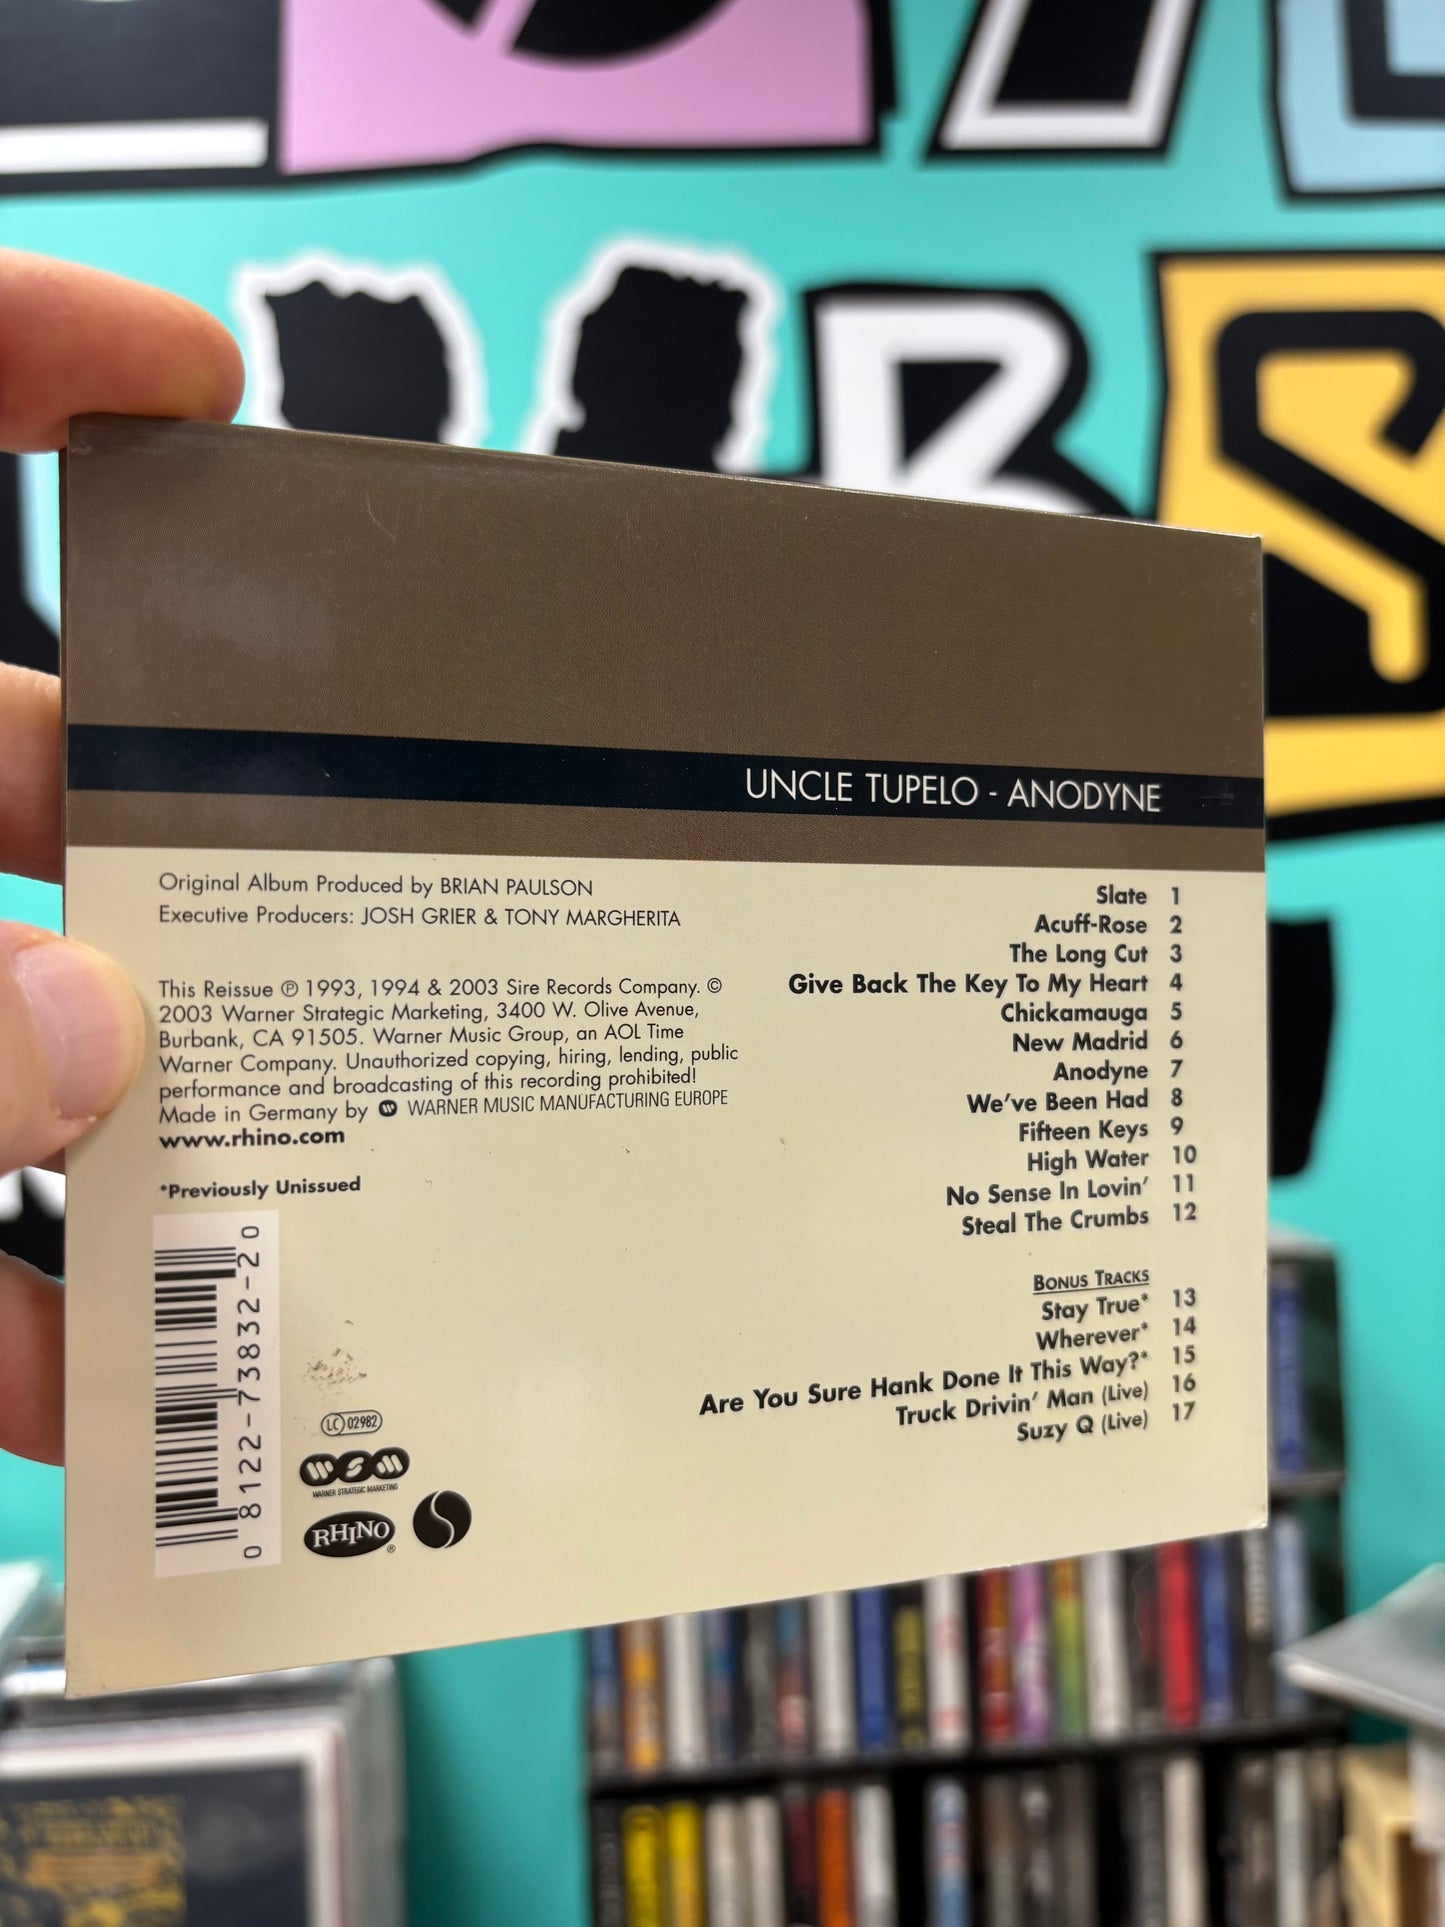 UNCLE TUPELO - ANODYNE
Original Album Produced by BRIAN PAULSON
Executive Producers: JOSH GRIER & TONY MARGHERITA
This Reissue ℗ 1993, 1994 & 2003 Sire Records Company. ©
2003 Warner Strategic Marketing, 3400 W. Olive Avenue,
Burbank, CA 91505. Warner Music Group, an AOL Time
Warner Company. Unauthorized copying, hiring, lending, public
performance and broadcasting of this recording prohibited!
Made in Germany by WARNER MUSIC MANUFACTURING EUROPE
www.rhino.com
*Previously Unissued
0 8122-73832-2 0
LC 02982
WSM
WARNER STRATEGIC MARKETING
RHINO®
Slate 1
Acuff-Rose 2
The Long Cut 3
Give Back The Key To My Heart 4
Chickamauga 5
New Madrid 6
Anodyne 7
We've Been Had 8
Fifteen Keys 9
High Water 10
No Sense In Lovin' 11
Steal The Crumbs 12
BONUS TRACKS
Stay True* 13
Wherever* 14
Are You Sure Hank Done It This Way?* 15
Truck Drivin' Man (Live) 16
Suzy Q (Live) 17